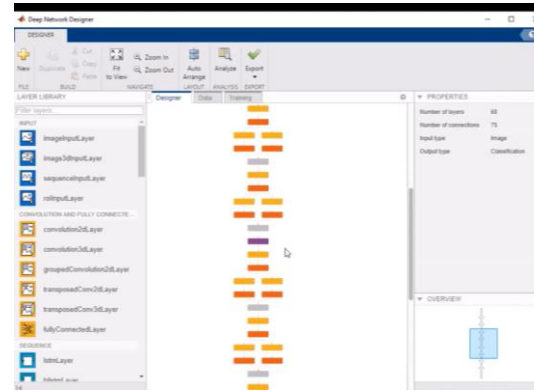 Deep Network Designer
DESIGNER
New
Duplicate
Cut
Copy
Paste
Fit
to View
Zoom In
Zoom Out
Auto
Arrange
Analyze
Export
FILE
BUILD
NAVIGATE
LAYOUT
ANALYSIS
EXPORT
LAYER LIBRARY
Designer
Data
Training
PROPERTIES
Filter layers...
Number of layers 68
Number of connections 75
Input type Image
Output type Classification
INPUT
imageInputLayer
image3dInputLayer
sequenceInputLayer
roiInputLayer
CONVOLUTION AND FULLY CONNECTE...
convolution2dLayer
convolution3dLayer
groupedConvolution2dLayer
transposedConv2dLayer
transposedConv3dLayer
fullyConnectedLayer
SEQUENCE
lstmLayer
OVERVIEW